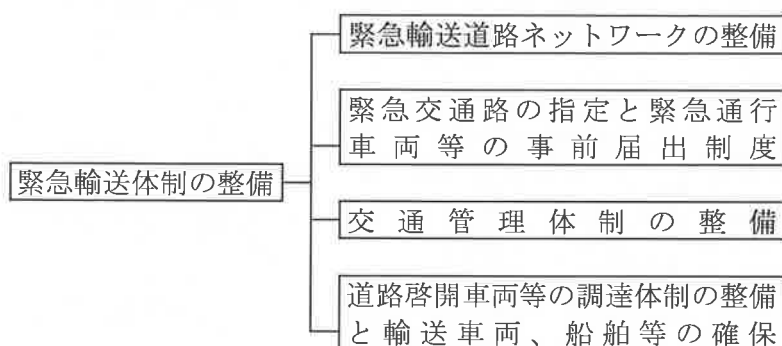 緊急輸送道路ネットワークの整備
緊急交通路の指定と緊急通行
車両等の事前届出制度
緊急輸送体制の整備
交通管理体制の整備
道路啓開車両等の調達体制の整備
と輸送車両、船舶等の確保